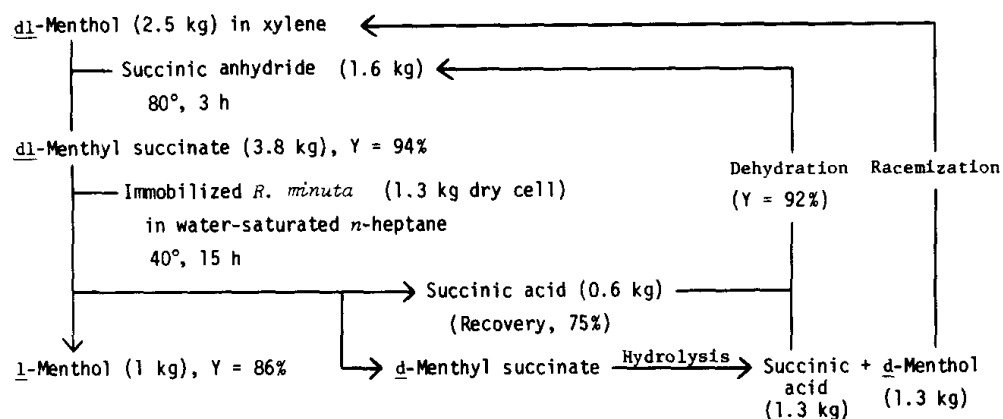 dl-Menthol (2.5 kg) in xylene
Succinic anhydride (1.6 kg)
80°, 3 h
dl-Menthyl succinate (3.8 kg), Y = 94%
Dehydration Racemization
(Y = 92%)
Immobilized R. minuta (1.3 kg dry cell)
in water-saturated n-heptane
40°, 15 h
Succinic acid (0.6 kg)
(Recovery, 75%)
l-Menthol (1 kg), Y = 86%
d-Menthyl succinate Hydrolysis Succinic + d-Menthol
acid (1.3 kg)
(1.3 kg)